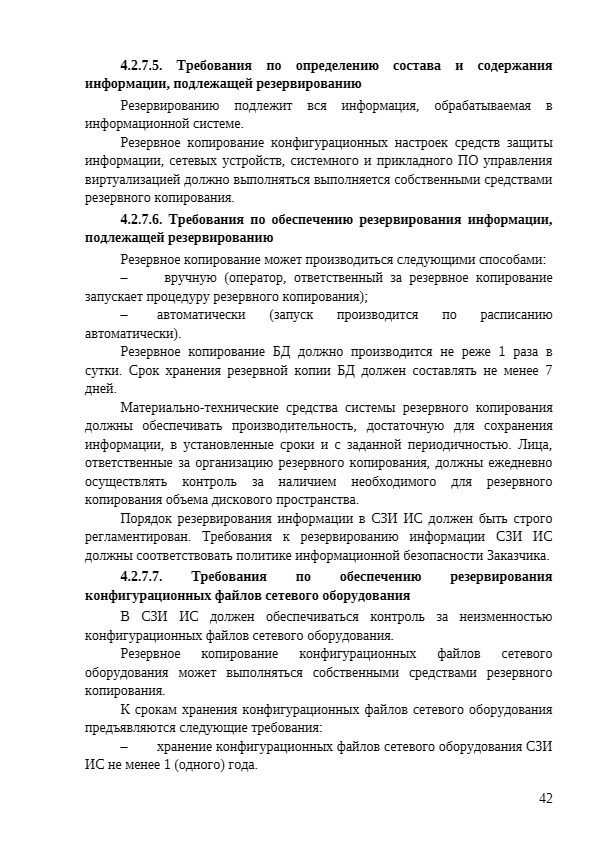 4.2.7.5. Требования по определению состава и содержания
информации, подлежащей резервированию
Резервированию подлежит вся информация, обрабатываемая в
информационной системе.
Резервное копирование конфигурационных настроек средств защиты
информации, сетевых устройств, системного и прикладного ПО управления
виртуализацией должно выполняться выполняется собственными средствами
резервного копирования.
4.2.7.6. Требования по обеспечению резервирования информации,
подлежащей резервированию
Резервное копирование может производиться следующими способами:
– вручную (оператор, ответственный за резервное копирование
запускает процедуру резервного копирования);
– автоматически (запуск производится по расписанию
автоматически).
Резервное копирование БД должно производится не реже 1 раза в
сутки. Срок хранения резервной копии БД должен составлять не менее 7
дней.
Материально-технические средства системы резервного копирования
должны обеспечивать производительность, достаточную для сохранения
информации, в установленные сроки и с заданной периодичностью. Лица,
ответственные за организацию резервного копирования, должны ежедневно
осуществлять контроль за наличием необходимого для резервного
копирования объема дискового пространства.
Порядок резервирования информации в СЗИ ИС должен быть строго
регламентирован. Требования к резервированию информации СЗИ ИС
должны соответствовать политике информационной безопасности Заказчика.
4.2.7.7. Требования по обеспечению резервирования
конфигурационных файлов сетевого оборудования
В СЗИ ИС должен обеспечиваться контроль за неизменностью
конфигурационных файлов сетевого оборудования.
Резервное копирование конфигурационных файлов сетевого
оборудования может выполняться собственными средствами резервного
копирования.
К срокам хранения конфигурационных файлов сетевого оборудования
предъявляются следующие требования:
– хранение конфигурационных файлов сетевого оборудования СЗИ
ИС не менее 1 (одного) года.
42